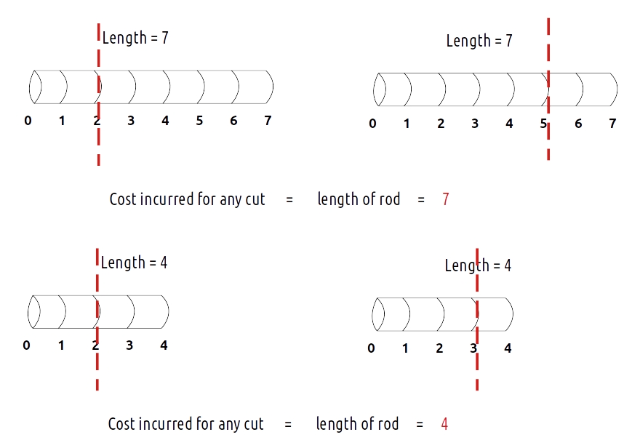 Length = 7
0 1 2 3 4 5 6 7
Length = 7
0 1 2 3 4 5 6 7
Cost incurred for any cut = length of rod = 7
Length = 4
0 1 2 3 4
Length = 4
0 1 2 3 4
Cost incurred for any cut = length of rod = 4